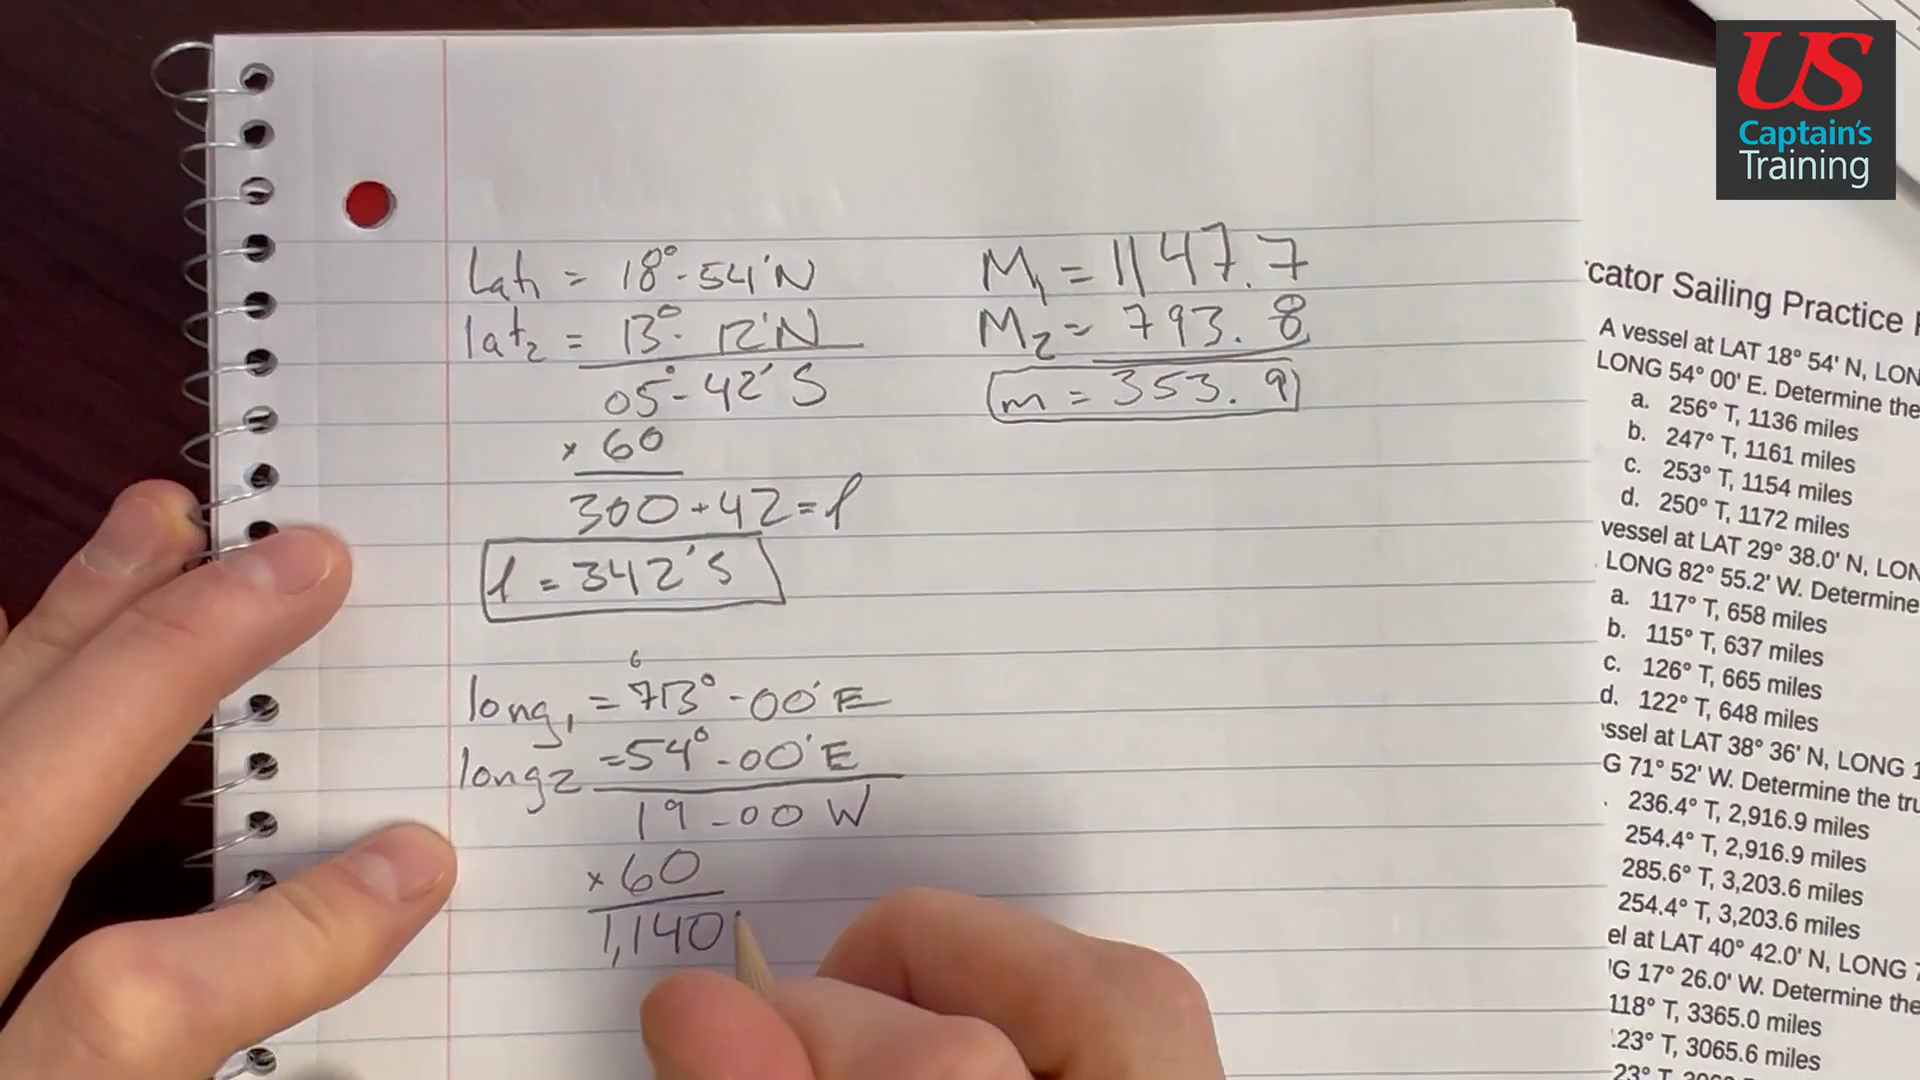 US
Captain's
Training
Lat1 = 18° - 54' N
lat2 = 13° - 12' N
05° - 42' S
× 60
300 + 42 = l
l = 342' S
M1 = 1147.7
M2 = 793.8
m = 353.9
6
long1 = 713° - 00' E
long2 = 54° - 00' E
19 - 00 W
× 60
1,140
cator Sailing Practice
A vessel at LAT 18° 54' N, LON
LONG 54° 00' E. Determine the
a. 256° T, 1136 miles
b. 247° T, 1161 miles
c. 253° T, 1154 miles
d. 250° T, 1172 miles
vessel at LAT 29° 38.0' N, LON
LONG 82° 55.2' W. Determine
a. 117° T, 658 miles
b. 115° T, 637 miles
c. 126° T, 665 miles
d. 122° T, 648 miles
ssel at LAT 38° 36' N, LONG 1
G 71° 52' W. Determine the tru
236.4° T, 2,916.9 miles
254.4° T, 2,916.9 miles
285.6° T, 3,203.6 miles
254.4° T, 3,203.6 miles
el at LAT 40° 42.0' N, LONG 7
G 17° 26.0' W. Determine the
118° T, 3365.0 miles
23° T, 3065.6 miles
23° T